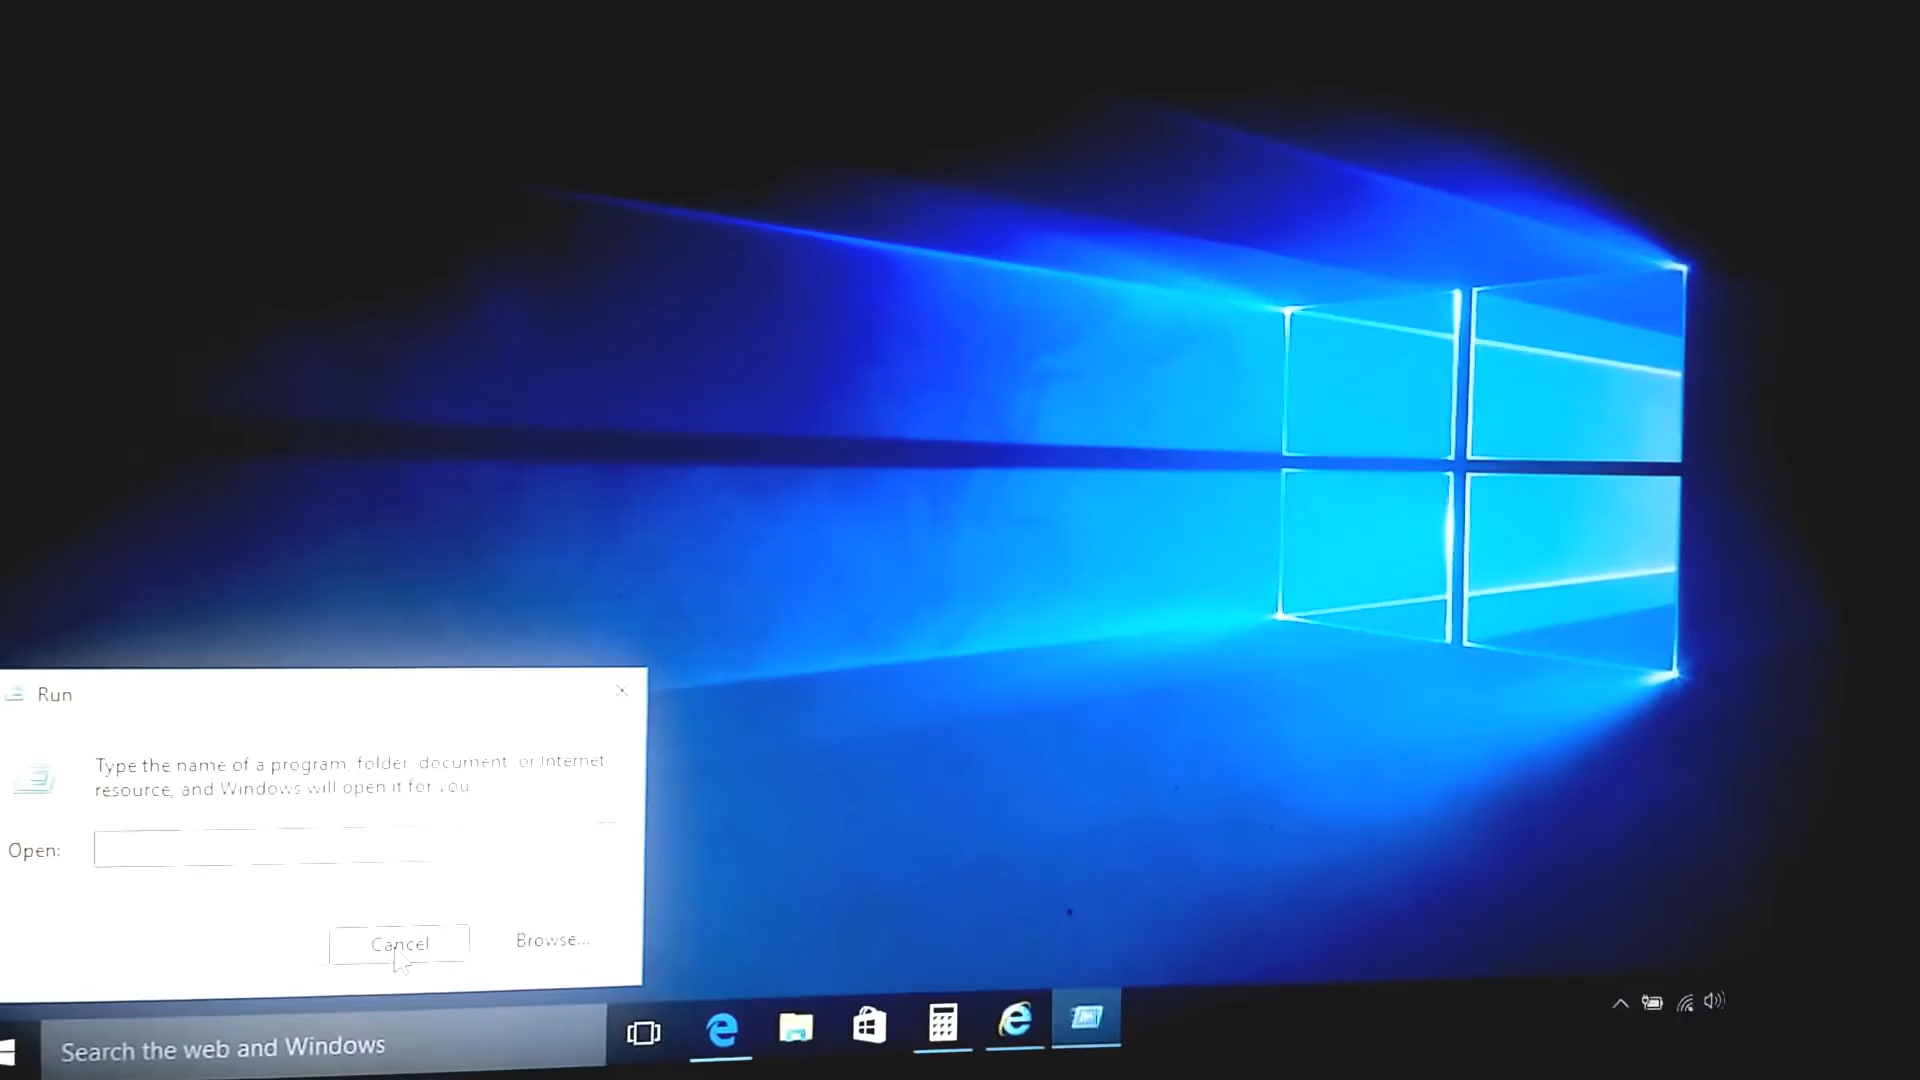 Run
Type the name of a program, folder, document, or Internet
resource, and Windows will open it for you.
Open:
Cancel
Browse...
Search the web and Windows